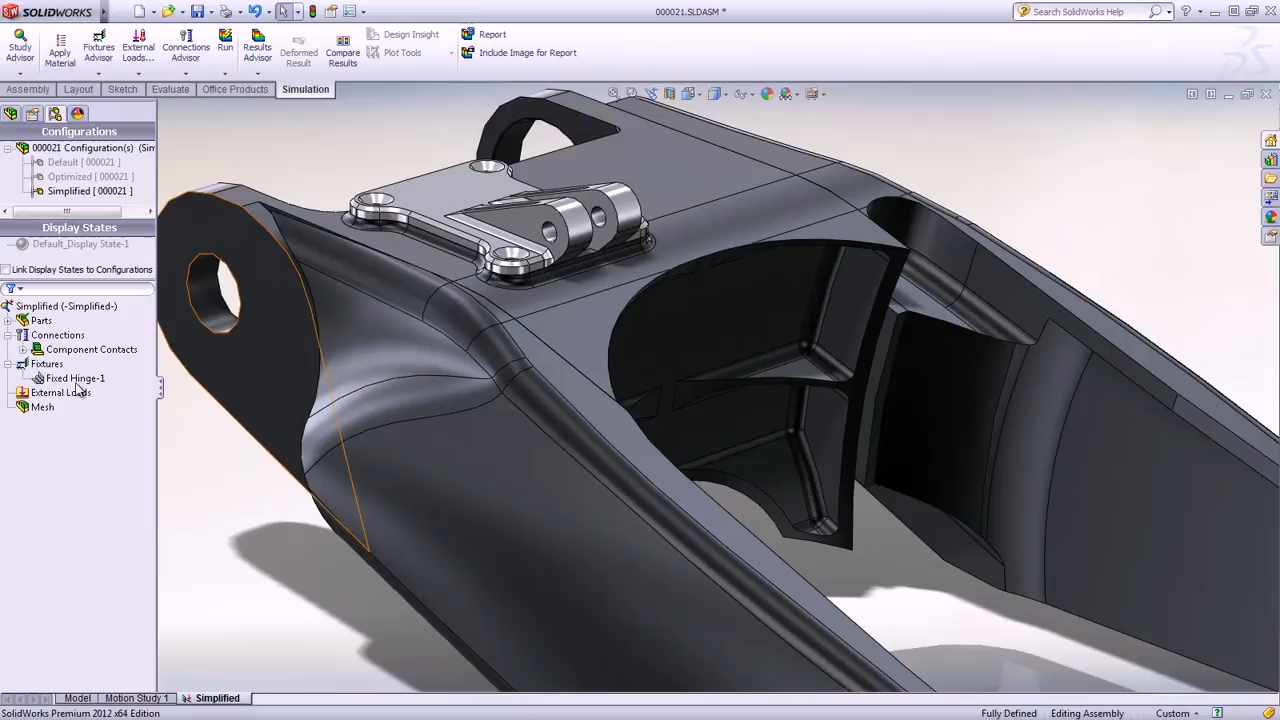 SOLIDWORKS
000021.SLDASM *
Search SolidWorks Help
Study Advisor
Apply Material
Fixtures Advisor
External Loads...
Connections Advisor
Run
Results Advisor
Deformed Result
Compare Results
Design Insight
Plot Tools
Report
Include Image for Report
Assembly
Layout
Sketch
Evaluate
Office Products
Simulation
Configurations
000021 Configuration(s) (Sim
Default [ 000021 ]
Optimized [ 000021 ]
Simplified [ 000021 ]
Display States
Default_Display State-1
Link Display States to Configurations
Simplified (-Simplified-)
Parts
Connections
Component Contacts
Fixtures
Fixed Hinge-1
External Loads
Mesh
Model
Motion Study 1
Simplified
SolidWorks Premium 2012 x64 Edition
Fully Defined
Editing Assembly
Custom